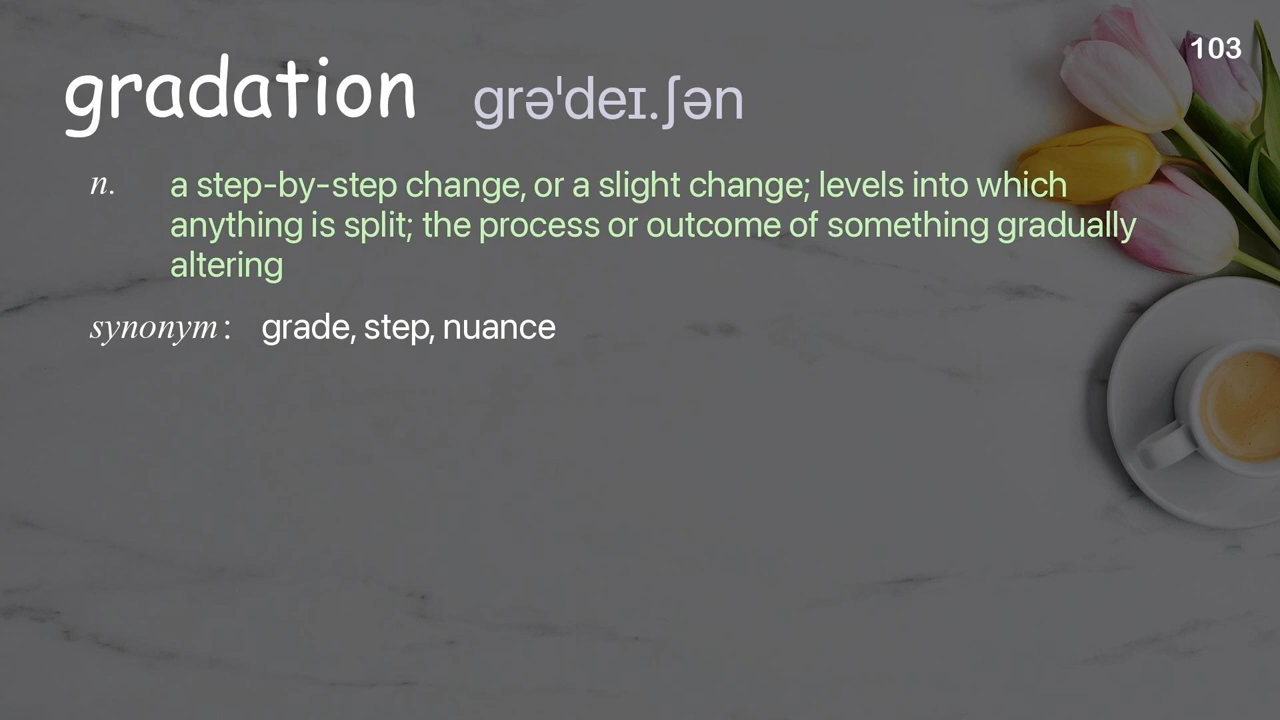 103
gradation grəˈdeɪ.ʃən
n. a step-by-step change, or a slight change; levels into which
anything is split; the process or outcome of something gradually
altering
synonym: grade, step, nuance